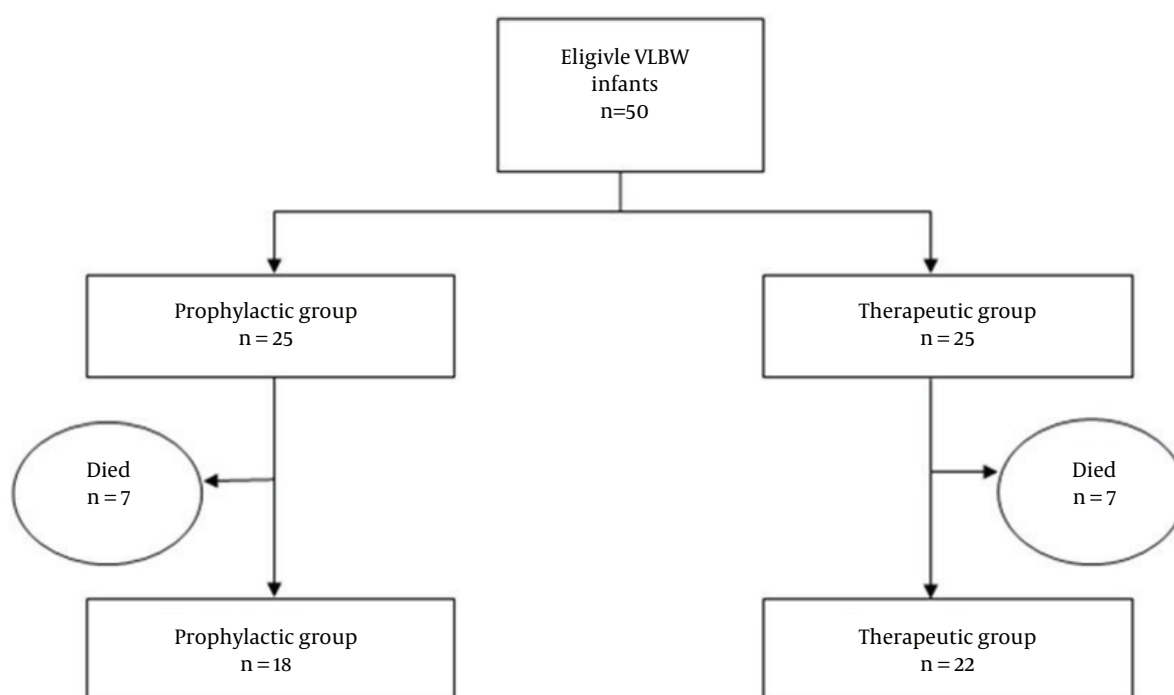 Eligivle VLBW
infants
n=50
Prophylactic group
n = 25
Therapeutic group
n = 25
Died
n = 7
Died
n = 7
Prophylactic group
n = 18
Therapeutic group
n = 22